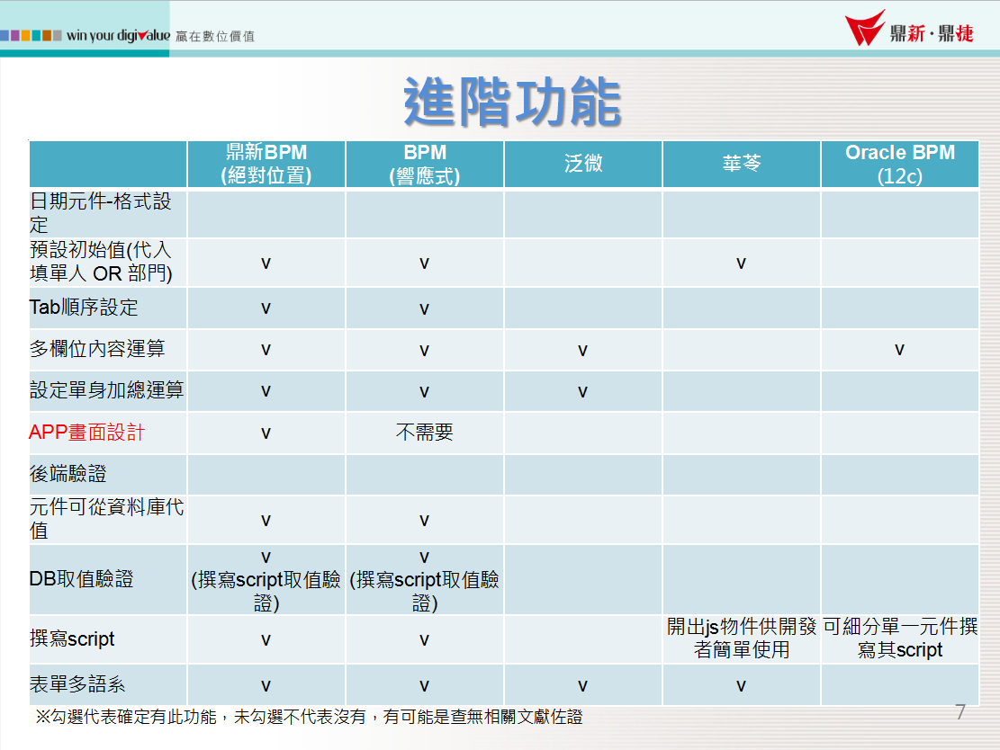 win your digivalue 贏在數位價值
鼎新·鼎捷
進階功能
鼎新BPM
(絕對位置)
BPM
(響應式)
泛微
華苓
Oracle BPM
(12c)
日期元件-格式設
定
預設初始值(代入
填單人 OR 部門)
v v v
Tab順序設定 v v
多欄位內容運算 v v v v
設定單身加總運算 v v v
APP畫面設計 v 不需要
後端驗證
元件可從資料庫代
值
v v
DB取值驗證
v
(撰寫script取值驗
證)
v
(撰寫script取值驗
證)
撰寫script v v
開出js物件供開發
者簡單使用
可細分單一元件撰
寫其script
表單多語系 v v v v
※勾選代表確定有此功能，未勾選不代表沒有，有可能是查無相關文獻佐證
7